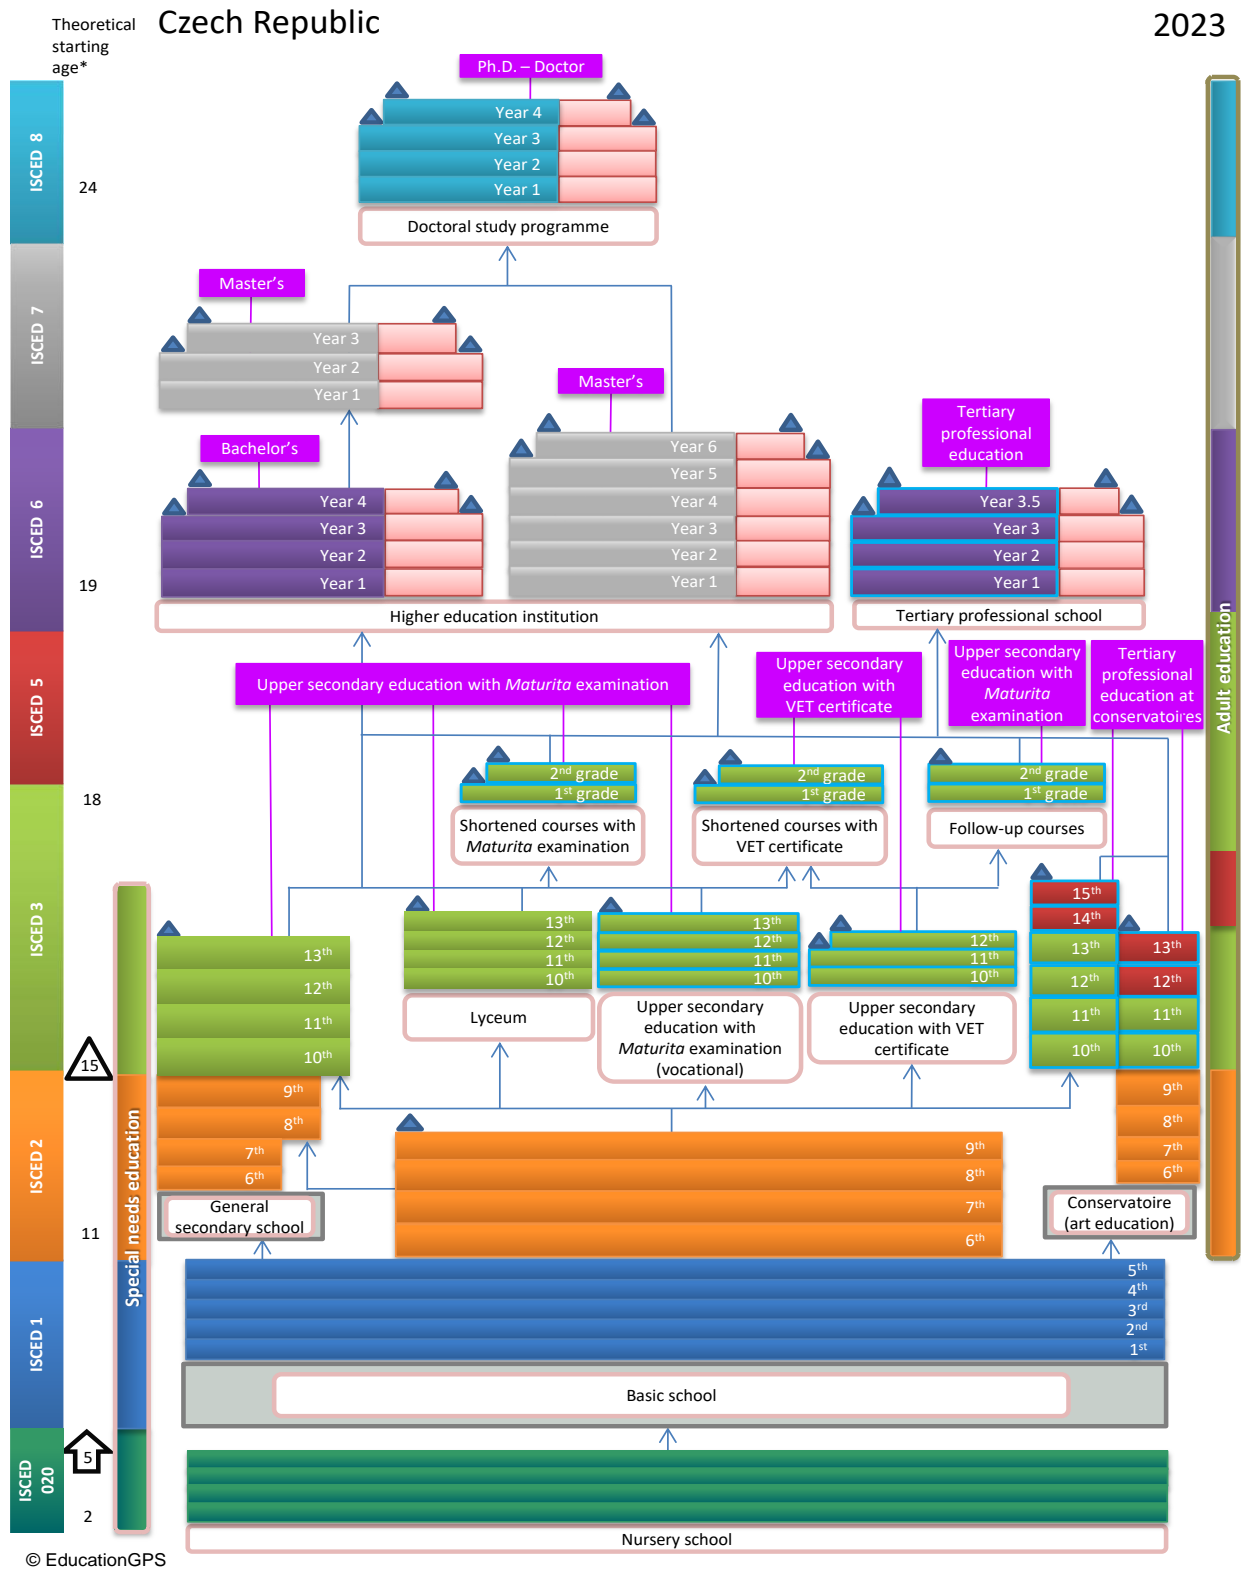 Theoretical
starting
age*
Czech Republic
2023
Ph.D. – Doctor
Year 4
Year 3
Year 2
Year 1
Doctoral study programme
ISCED 8
24
Master's
Year 3
Year 2
Year 1
ISCED 7
Master's
Year 6
Year 5
Year 4
Year 3
Year 2
Year 1
Bachelor's
Year 4
Year 3
Year 2
Year 1
Higher education institution
Tertiary
professional
education
Year 3.5
Year 3
Year 2
Year 1
Tertiary professional school
ISCED 6
19
ISCED 5
Upper secondary education with Maturita examination
Upper secondary
education with
VET certificate
Upper secondary
education with
Maturita
examination
Tertiary
professional
education at
conservatoires
Adult education
2nd grade
1st grade
Shortened courses with
Maturita examination
2nd grade
1st grade
Shortened courses with
VET certificate
2nd grade
1st grade
Follow-up courses
18
ISCED 3
13th
12th
11th
10th
9th
8th
7th
6th
General
secondary school
13th
12th
11th
10th
Lyceum
13th
12th
11th
10th
Upper secondary
education with
Maturita examination
(vocational)
12th
11th
10th
Upper secondary
education with VET
certificate
15th
14th
13th
12th
11th
10th
13th
12th
11th
10th
9th
8th
7th
6th
Conservatoire
(art education)
15
ISCED 2
11
Special needs education
9th
8th
7th
6th
ISCED 1
5th
4th
3rd
2nd
1st
Basic school
ISCED
020
5
2
Nursery school
© EducationGPS